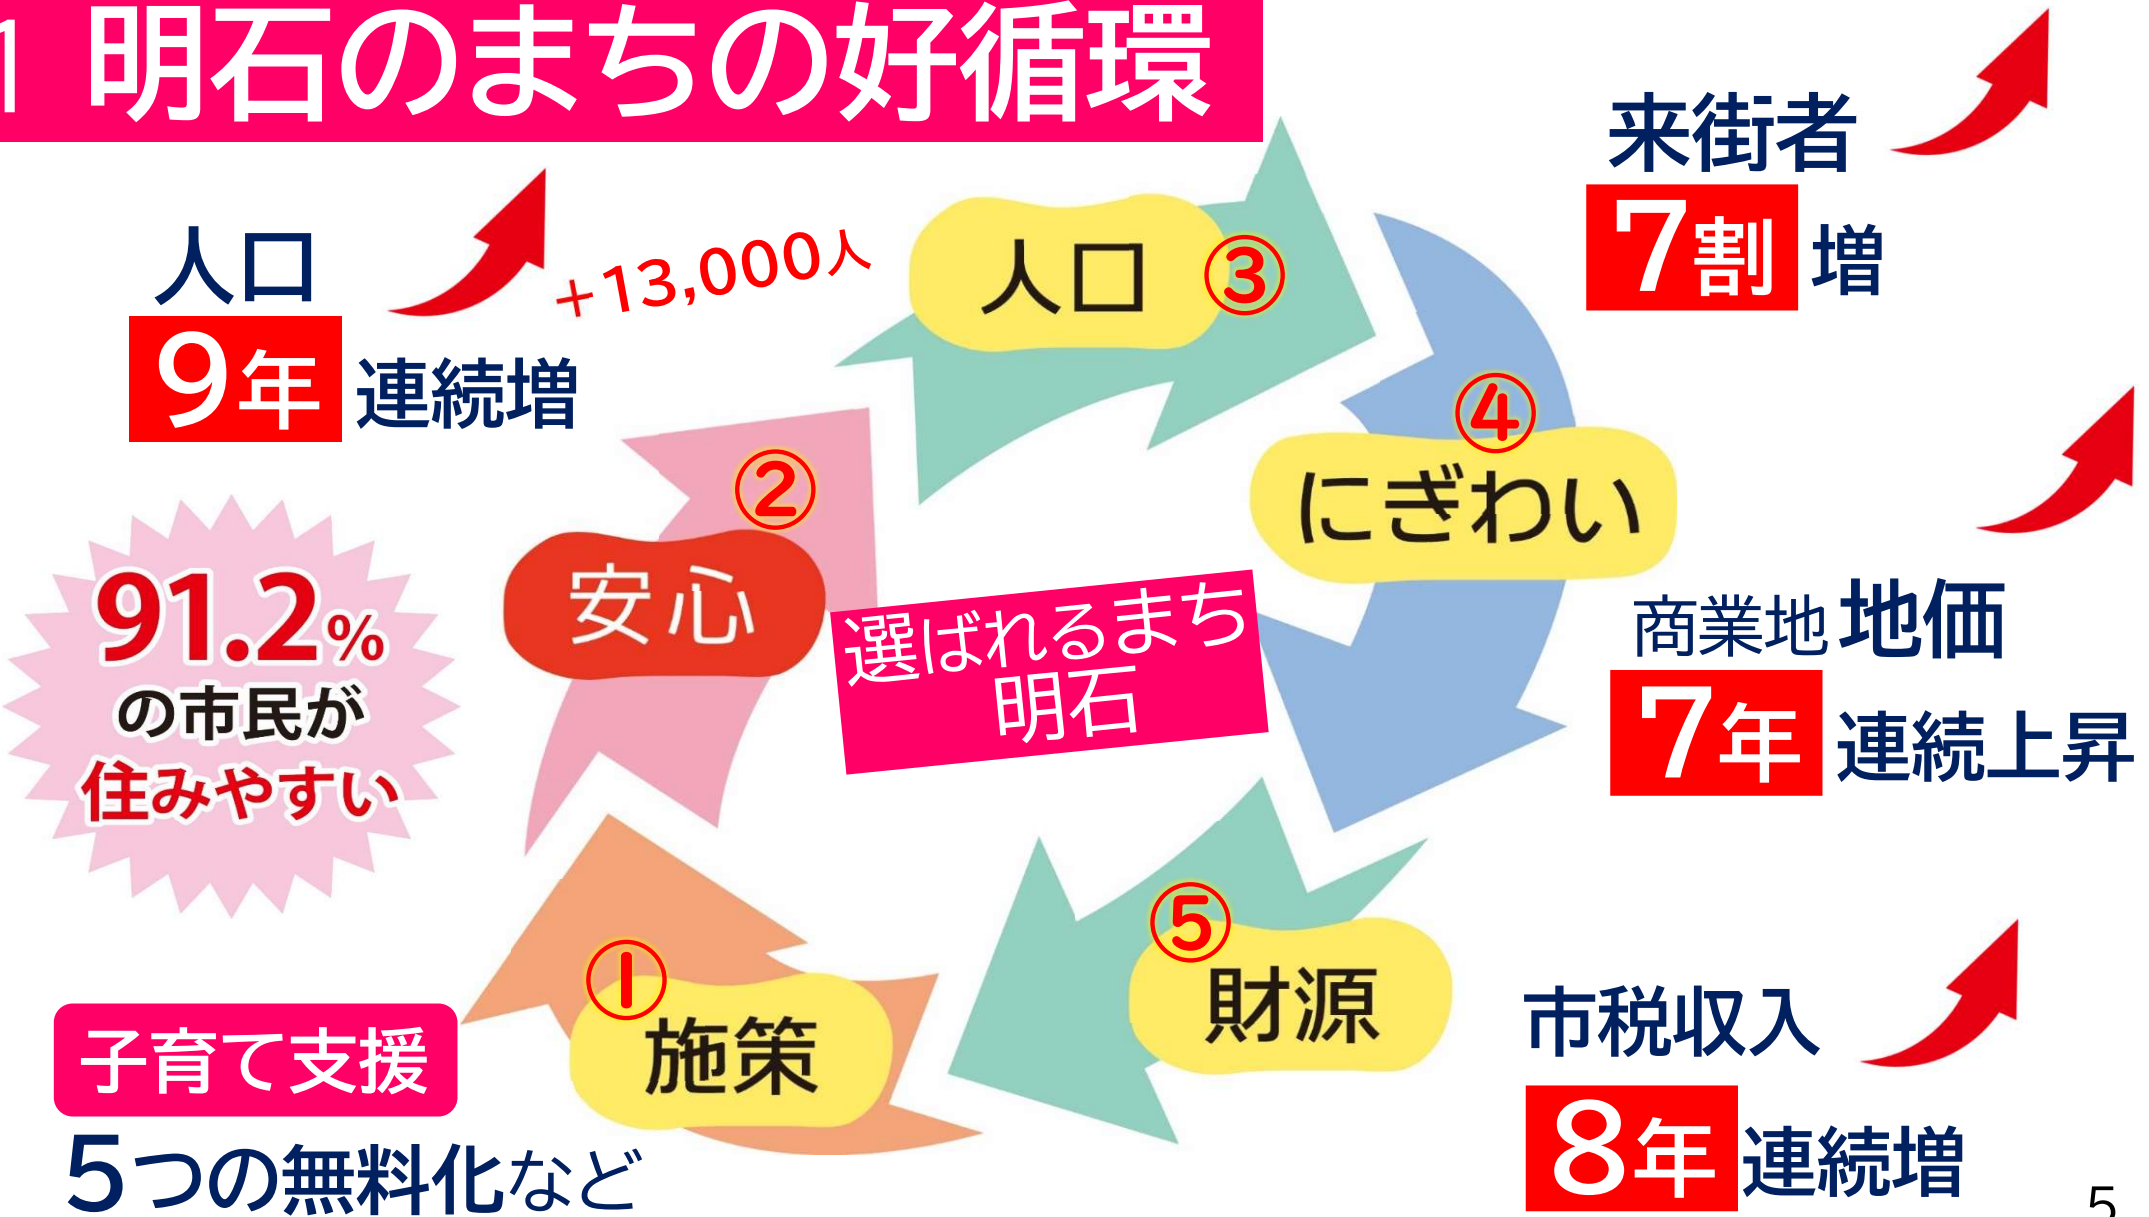 1 明石のまちの好循環
人口
9年 連続増
+13,000人
人口 ③
来街者
7割 増
④
にぎわい
②
安心
91.2%
の市民が
住みやすい
選ばれるまち
明石
商業地 地価
7年 連続上昇
⑤
財源
①
施策
子育て支援
5つの無料化など
市税収入
8年 連続増
5